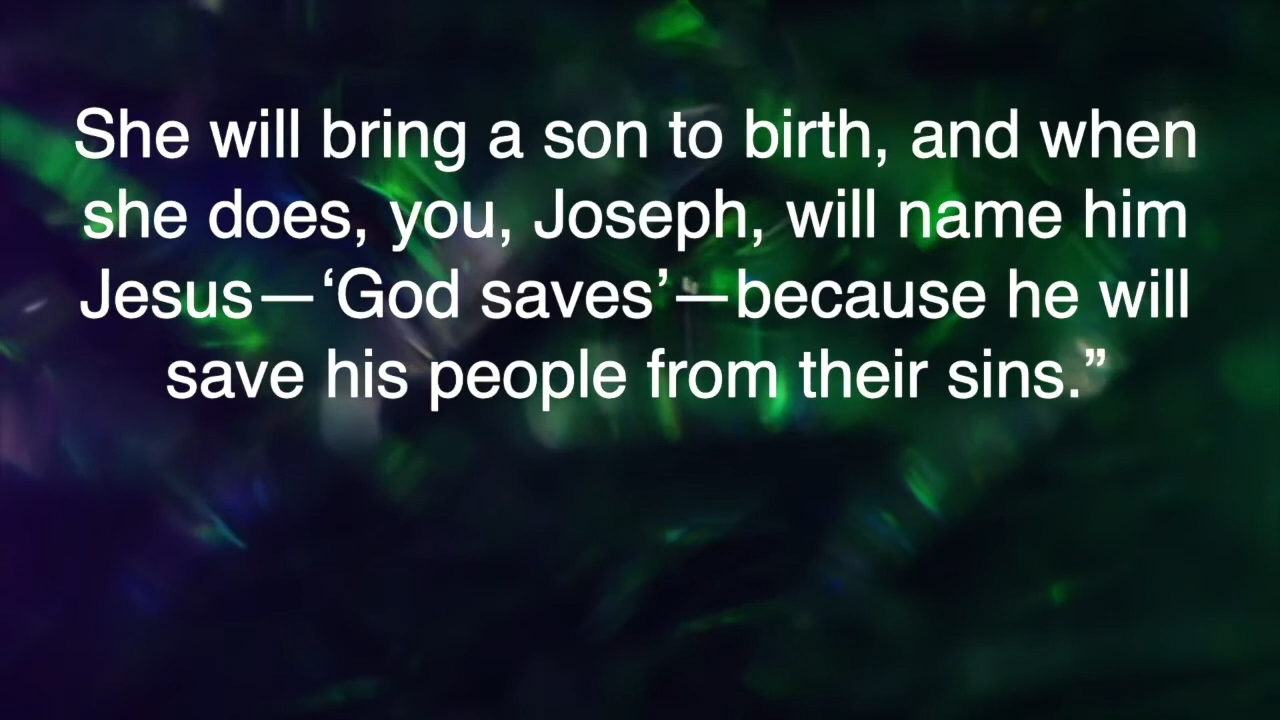 She will bring a son to birth, and when
she does, you, Joseph, will name him
Jesus—‘God saves’—because he will
save his people from their sins.”